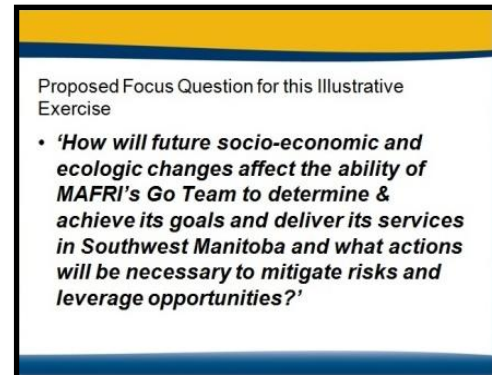 Proposed Focus Question for this Illustrative
Exercise
• ‘How will future socio-economic and
ecologic changes affect the ability of
MAFRI’s Go Team to determine &
achieve its goals and deliver its services
in Southwest Manitoba and what actions
will be necessary to mitigate risks and
leverage opportunities?’